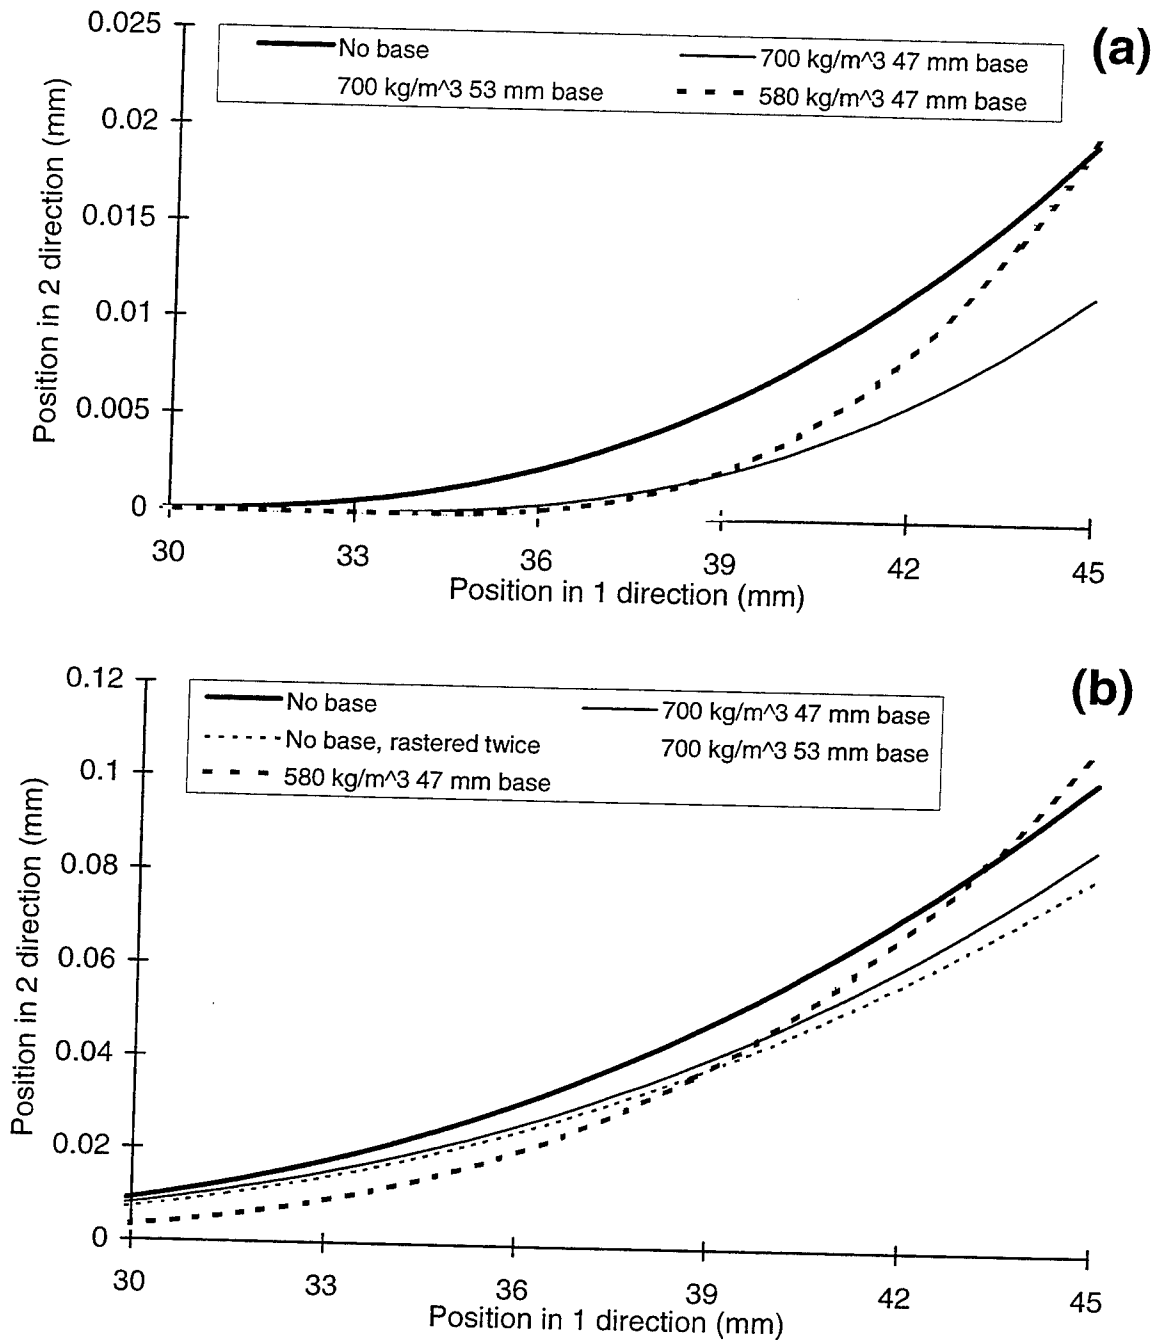 0.025
(a)
No base
700 kg/m^3 47 mm base
700 kg/m^3 53 mm base
580 kg/m^3 47 mm base
0.02
0.015
0.01
0.005
0
Position in 2 direction (mm)
30 33 36 39 42 45
Position in 1 direction (mm)
0.12
(b)
No base
700 kg/m^3 47 mm base
No base, rastered twice
700 kg/m^3 53 mm base
580 kg/m^3 47 mm base
0.1
0.08
0.06
0.04
0.02
0
Position in 2 direction (mm)
30 33 36 39 42 45
Position in 1 direction (mm)